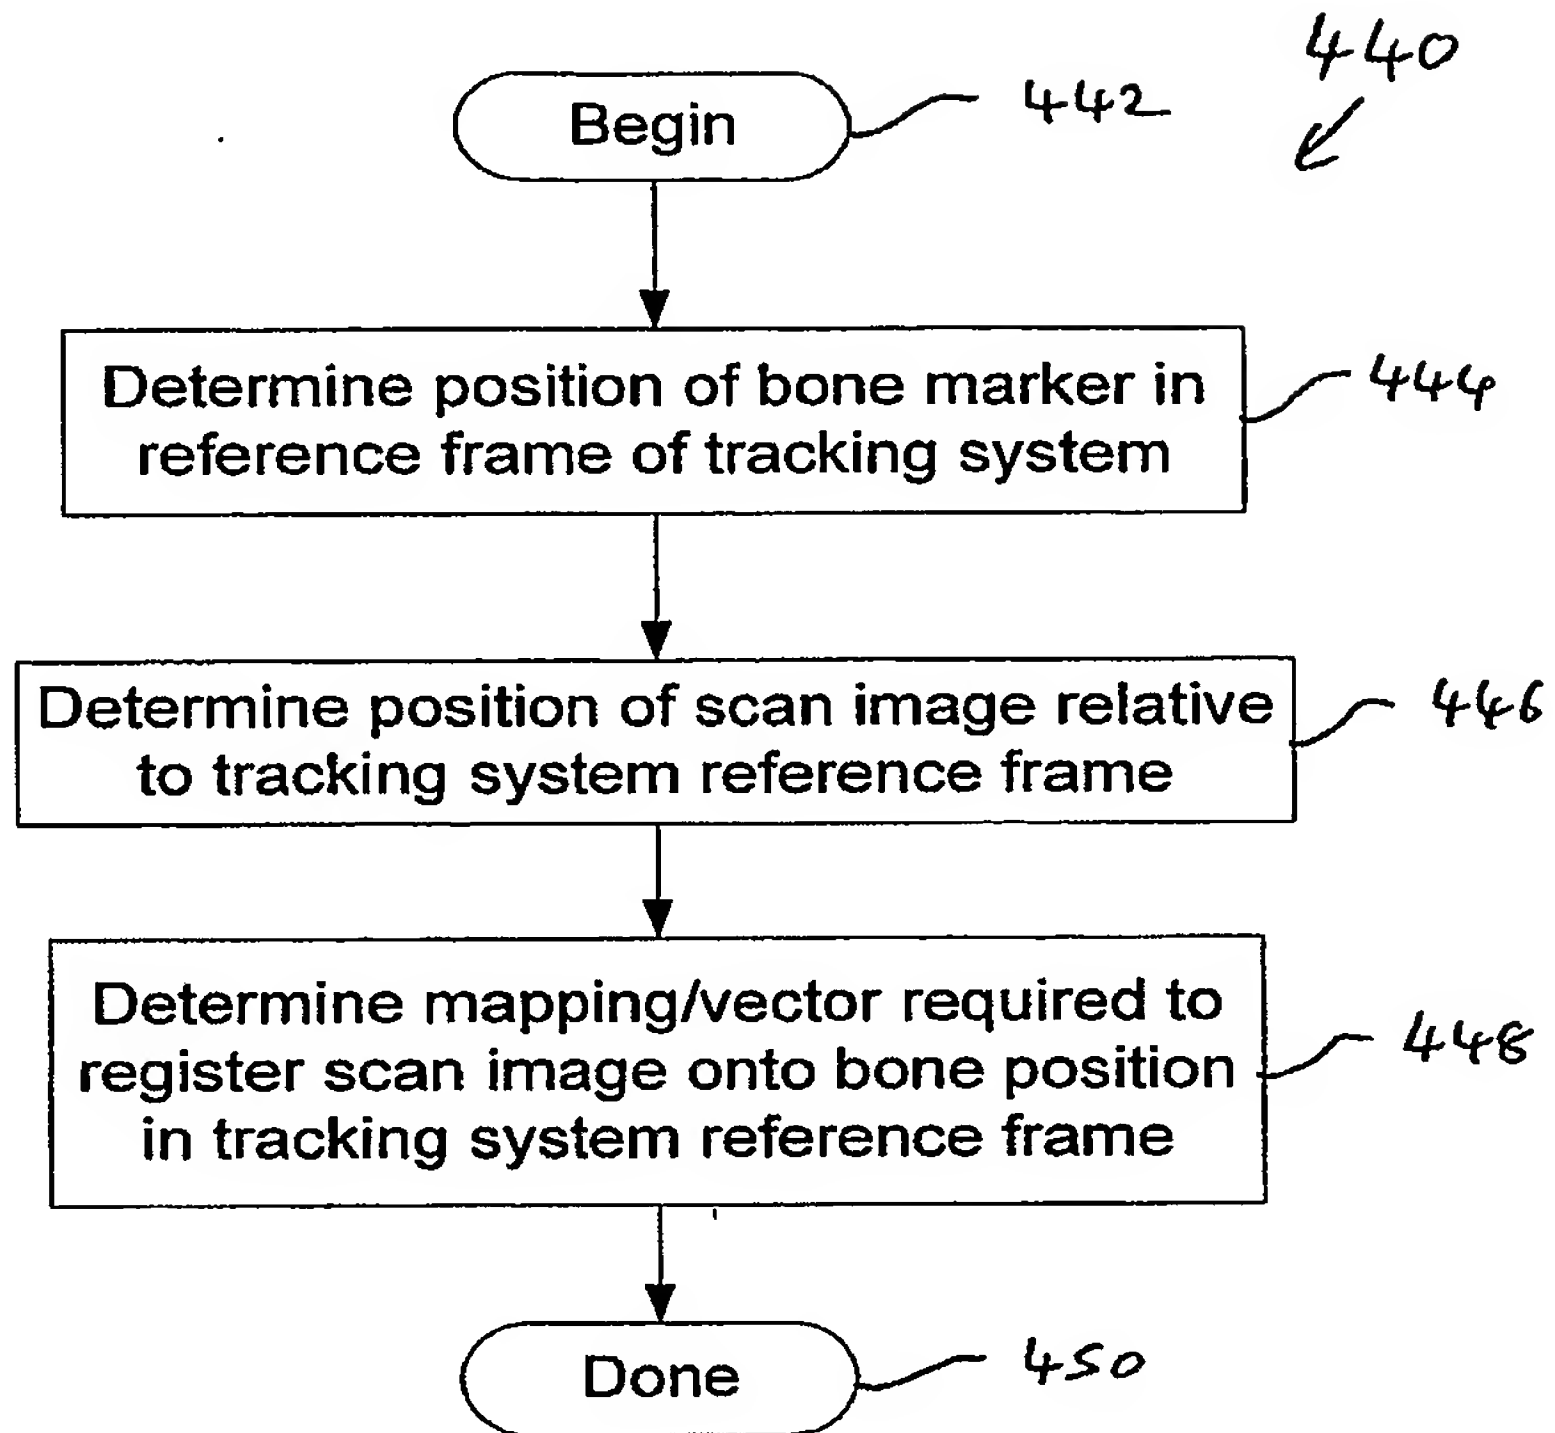 440
Begin
442
Determine position of bone marker in
reference frame of tracking system
444
Determine position of scan image relative
to tracking system reference frame
446
Determine mapping/vector required to
register scan image onto bone position
in tracking system reference frame
448
Done
450